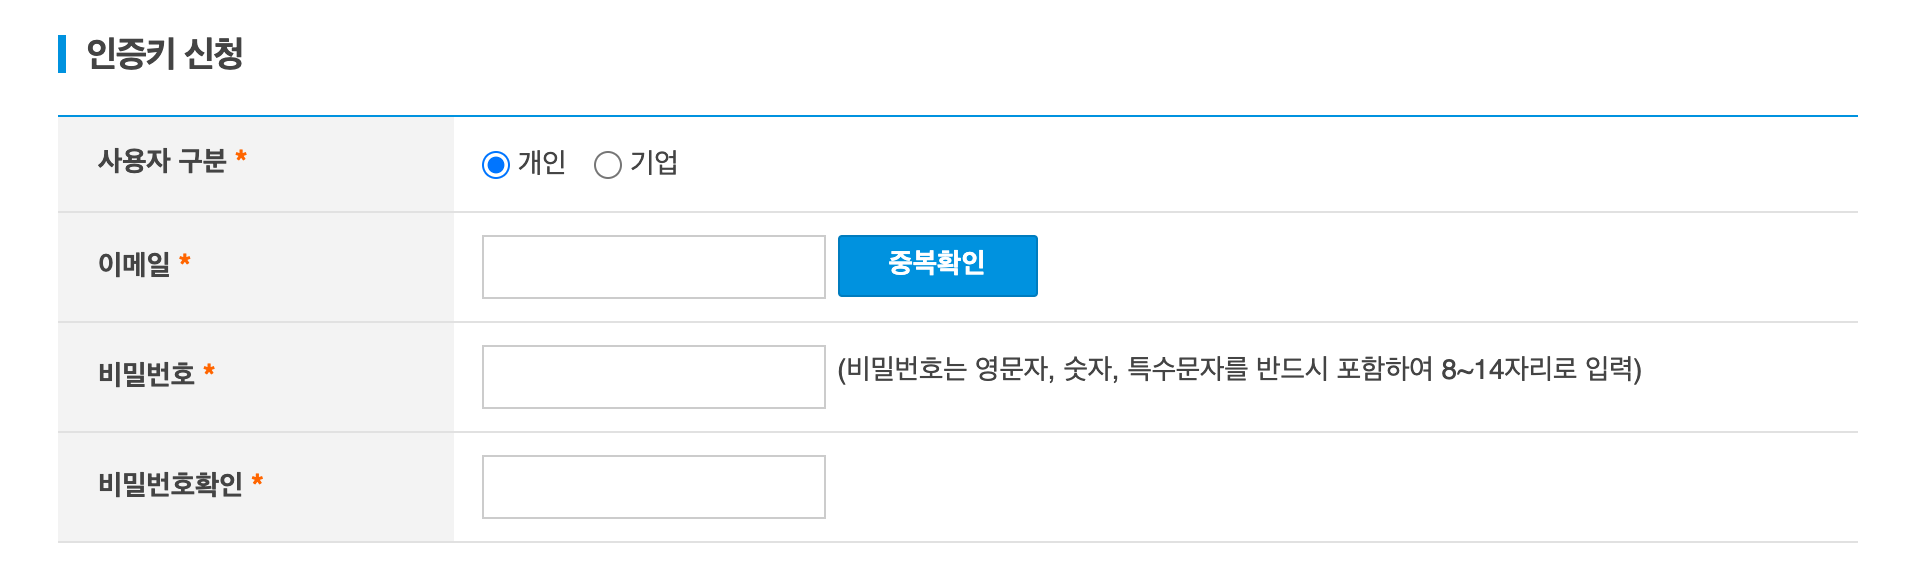 인증키 신청
사용자 구분 * 개인 기업
이메일 * 중복확인
비밀번호 * (비밀번호는 영문자, 숫자, 특수문자를 반드시 포함하여 8~14자리로 입력)
비밀번호확인 *